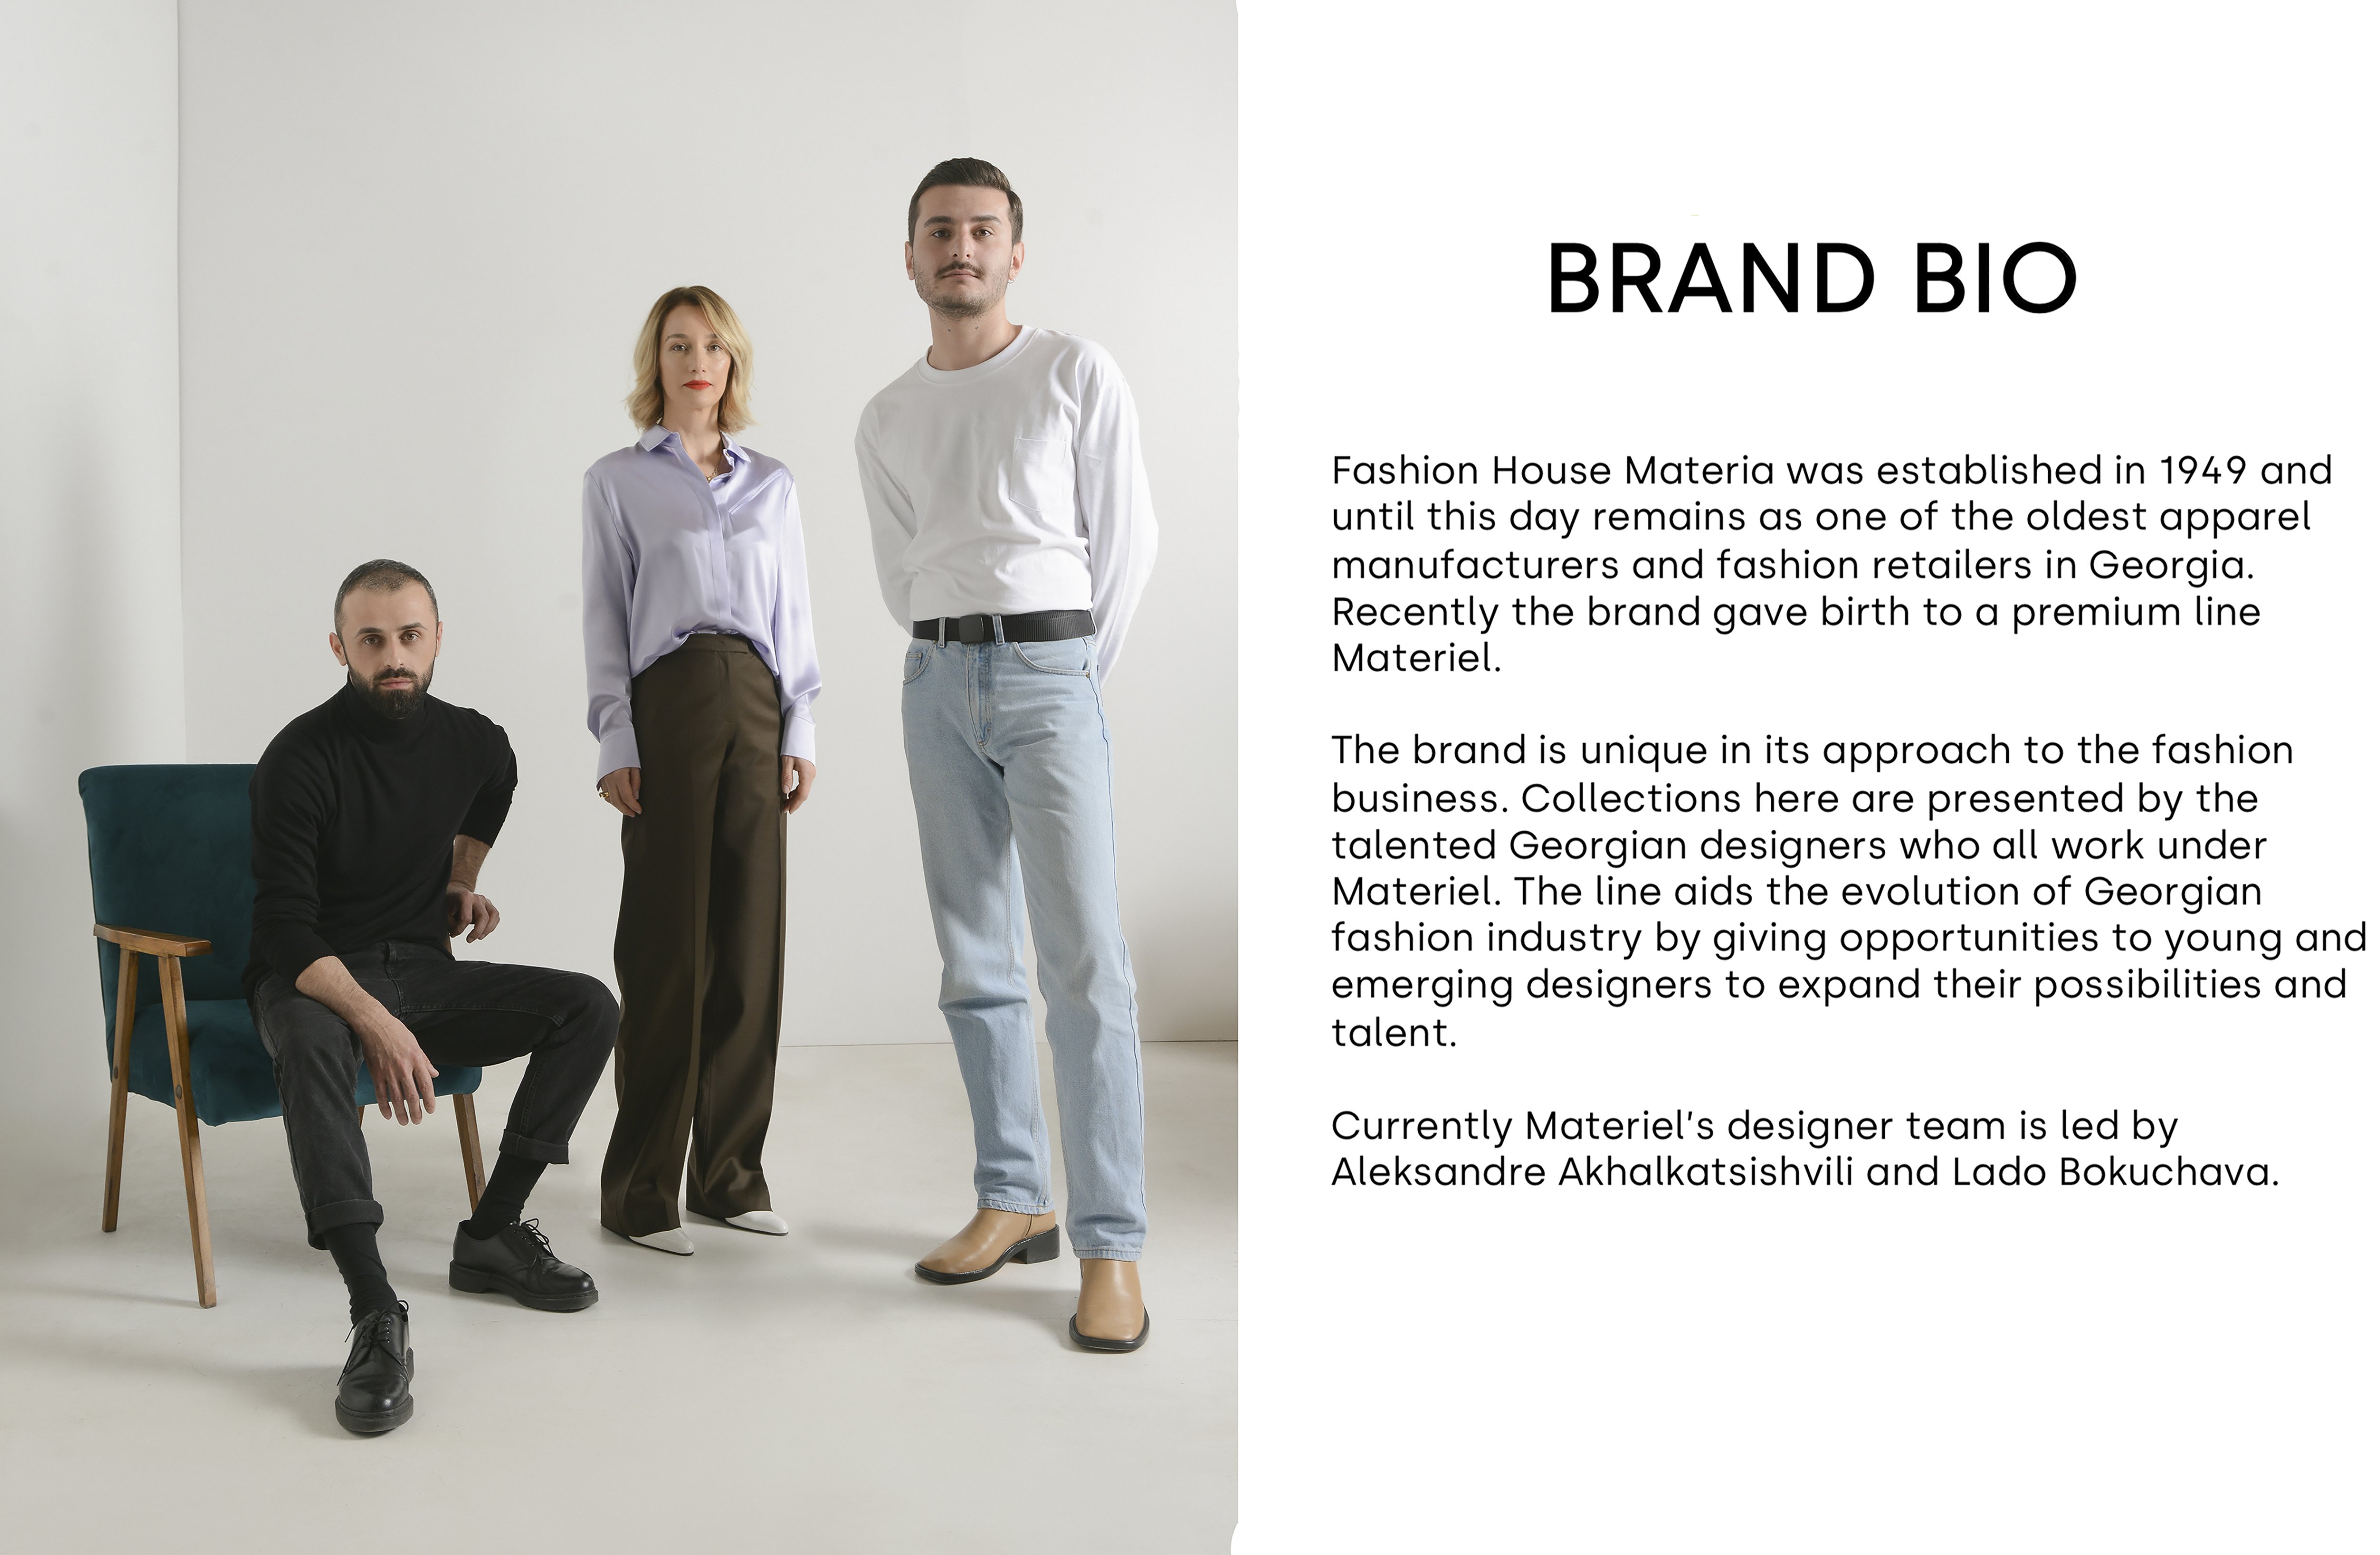 BRAND BIO
Fashion House Materia was established in 1949 and
until this day remains as one of the oldest apparel
manufacturers and fashion retailers in Georgia.
Recently the brand gave birth to a premium line
Materiel.
The brand is unique in its approach to the fashion
business. Collections here are presented by the
talented Georgian designers who all work under
Materiel. The line aids the evolution of Georgian
fashion industry by giving opportunities to young and
emerging designers to expand their possibilities and
talent.
Currently Materiel’s designer team is led by
Aleksandre Akhalkatsishvili and Lado Bokuchava.